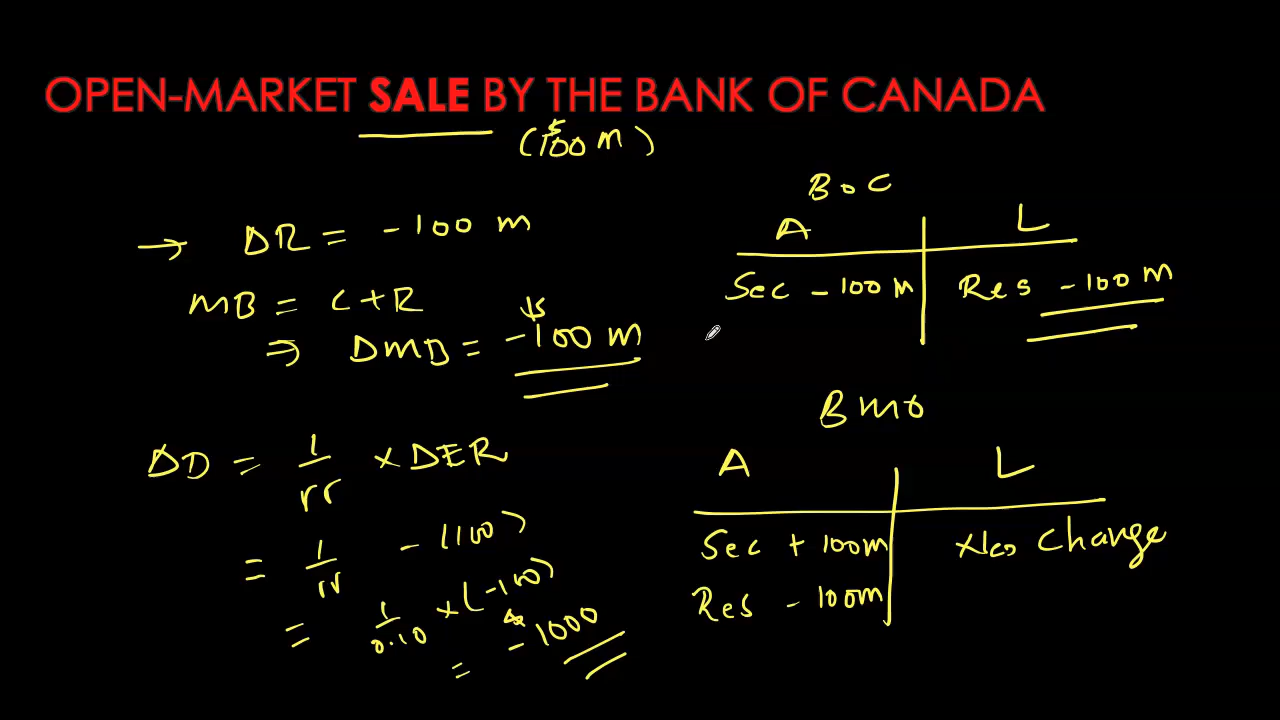 OPEN-MARKET SALE BY THE BANK OF CANADA
($100 m)
→ ΔR = -100 m
MB = C+R
⇒ ΔMB = -$100 m
ΔD = 1/rr × ΔER
= 1/rr - (100)
= 1/0.10 × (-100)
= -$1000
BoC
A L
Sec - 100 m Res - 100 m
BMO
A L
Sec + 100m No Change
Res - 100m